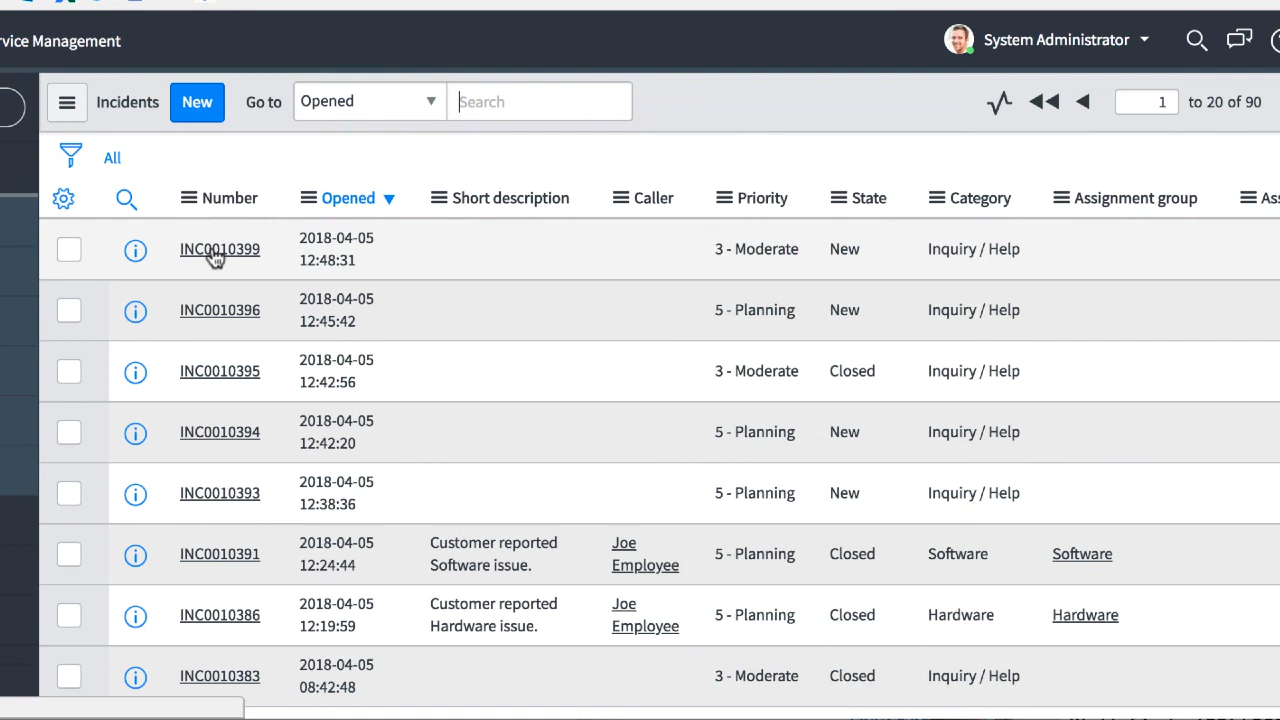 rvice Management
System Administrator
Incidents New Go to Opened Search 1 to 20 of 90
All
Number Opened Short description Caller Priority State Category Assignment group Ass
INC0010399 2018-04-05 12:48:31 3 - Moderate New Inquiry / Help
INC0010396 2018-04-05 12:45:42 5 - Planning New Inquiry / Help
INC0010395 2018-04-05 12:42:56 3 - Moderate Closed Inquiry / Help
INC0010394 2018-04-05 12:42:20 5 - Planning New Inquiry / Help
INC0010393 2018-04-05 12:38:36 5 - Planning New Inquiry / Help
INC0010391 2018-04-05 12:24:44 Customer reported Software issue. Joe Employee 5 - Planning Closed Software Software
INC0010386 2018-04-05 12:19:59 Customer reported Hardware issue. Joe Employee 5 - Planning Closed Hardware Hardware
INC0010383 2018-04-05 08:42:48 3 - Moderate Closed Inquiry / Help